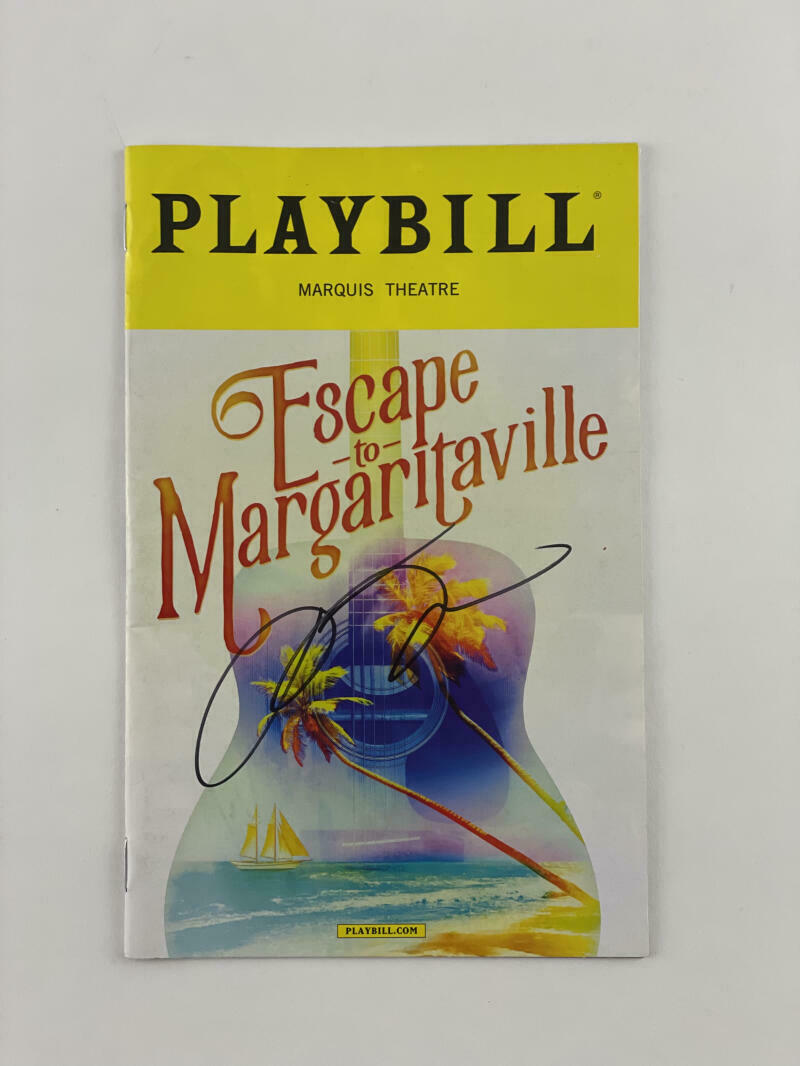 PLAYBILL®
MARQUIS THEATRE
Escape
-to-
Margaritaville
PLAYBILL.COM